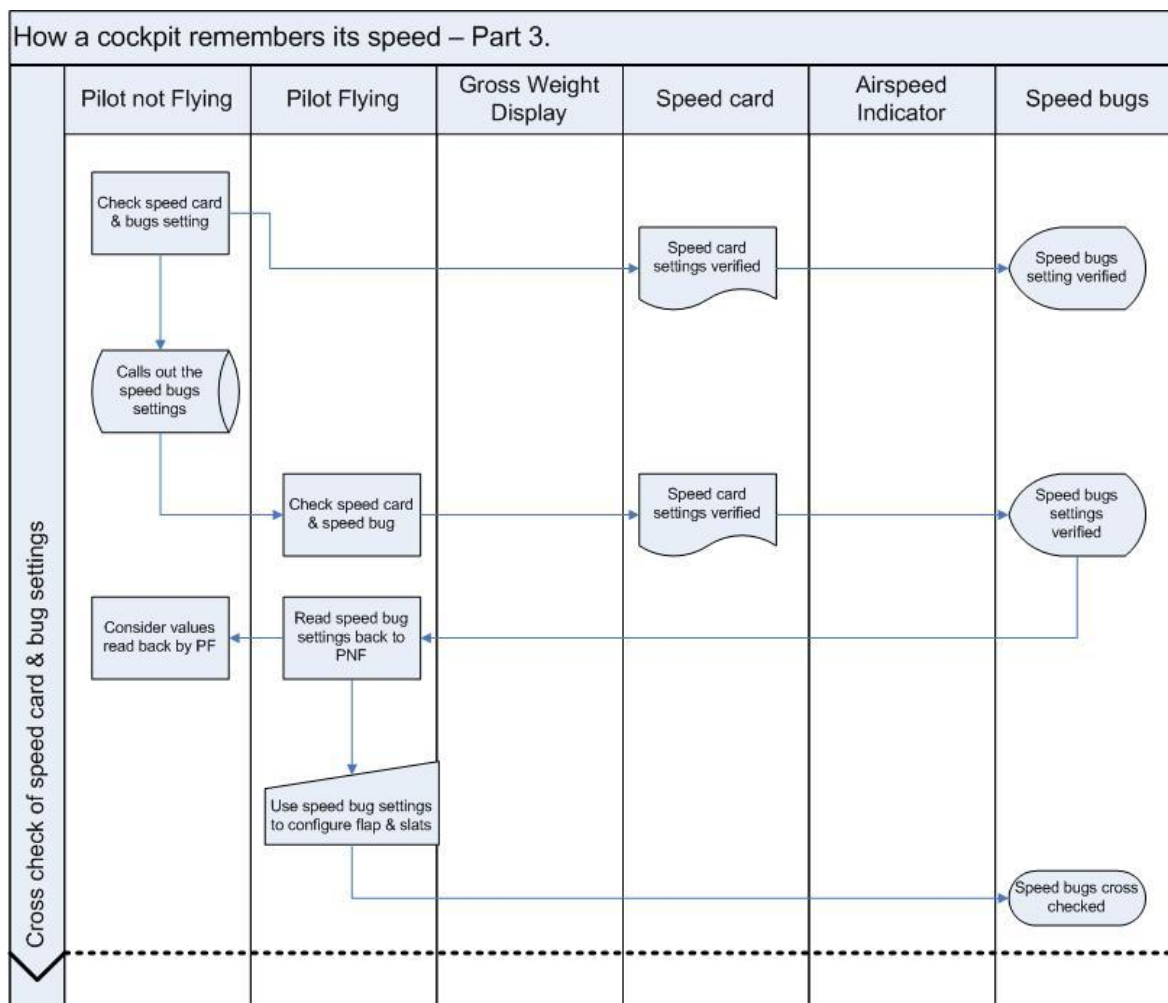 How a cockpit remembers its speed – Part 3.
Pilot not Flying
Pilot Flying
Gross Weight
Display
Speed card
Airspeed
Indicator
Speed bugs
Cross check of speed card & bug settings
Check speed card
& bugs setting
Speed card
settings verified
Speed bugs
setting verified
Calls out the
speed bugs
settings
Check speed card
& speed bug
Speed card
settings verified
Speed bugs
settings
verified
Consider values
read back by PF
Read speed bug
settings back to
PNF
Use speed bug settings
to configure flap & slats
Speed bugs cross
checked